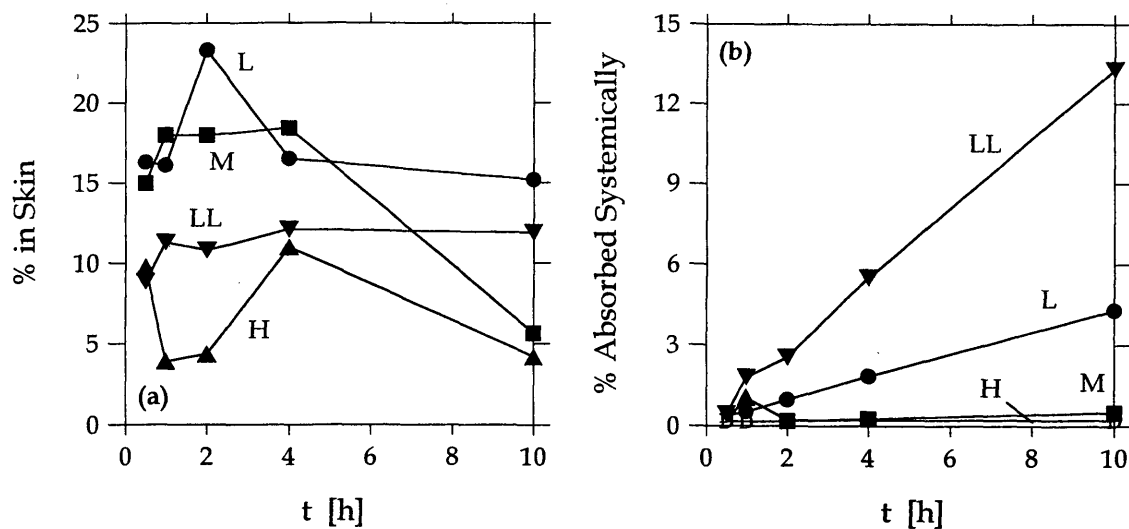 25
20
15
10
5
0
% in Skin
L
M
LL
H
(a)
0 2 4 6 8 10
t [h]
(b)
15
12
9
6
3
0
% Absorbed Systemically
LL
L
H
M
0 2 4 6 8 10
t [h]